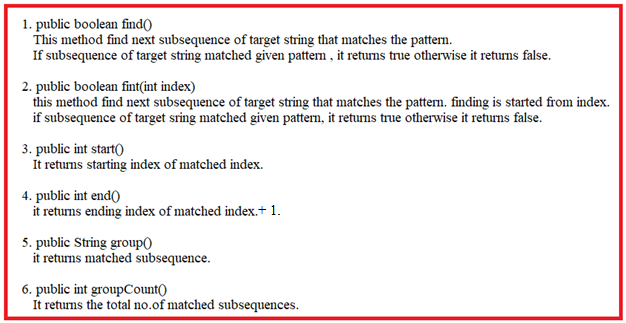 1. public boolean find()
This method find next subsequence of target string that matches the pattern.
If subsequence of target string matched given pattern , it returns true otherwise it returns false.
2. public boolean fint(int index)
this method find next subsequence of target string that matches the pattern. finding is started from index.
if subsequence of target sring matched given pattern, it returns true otherwise it returns false.
3. public int start()
It returns starting index of matched index.
4. public int end()
it returns ending index of matched index.+ 1.
5. public String group()
it returns matched subsequence.
6. public int groupCount()
It returns the total no.of matched subsequences.